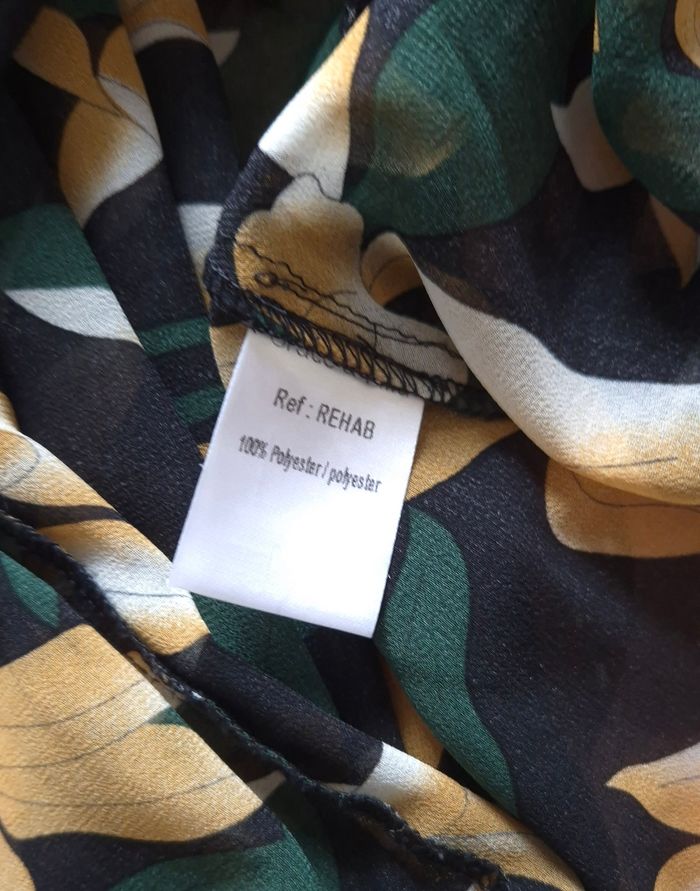 Ref : REHAB
100% Polyester / polyester